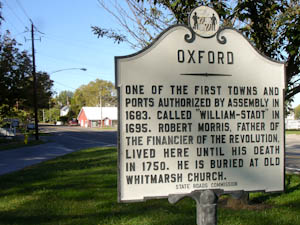 OXFORD
ONE OF THE FIRST TOWNS AND
PORTS AUTHORIZED BY ASSEMBLY IN
1683. CALLED "WILLIAM-STADT" IN
1695. ROBERT MORRIS, FATHER OF
THE FINANCIER OF THE REVOLUTION,
LIVED HERE UNTIL HIS DEATH
IN 1750. HE IS BURIED AT OLD
WHITMARSH CHURCH.
STATE ROADS COMMISSION